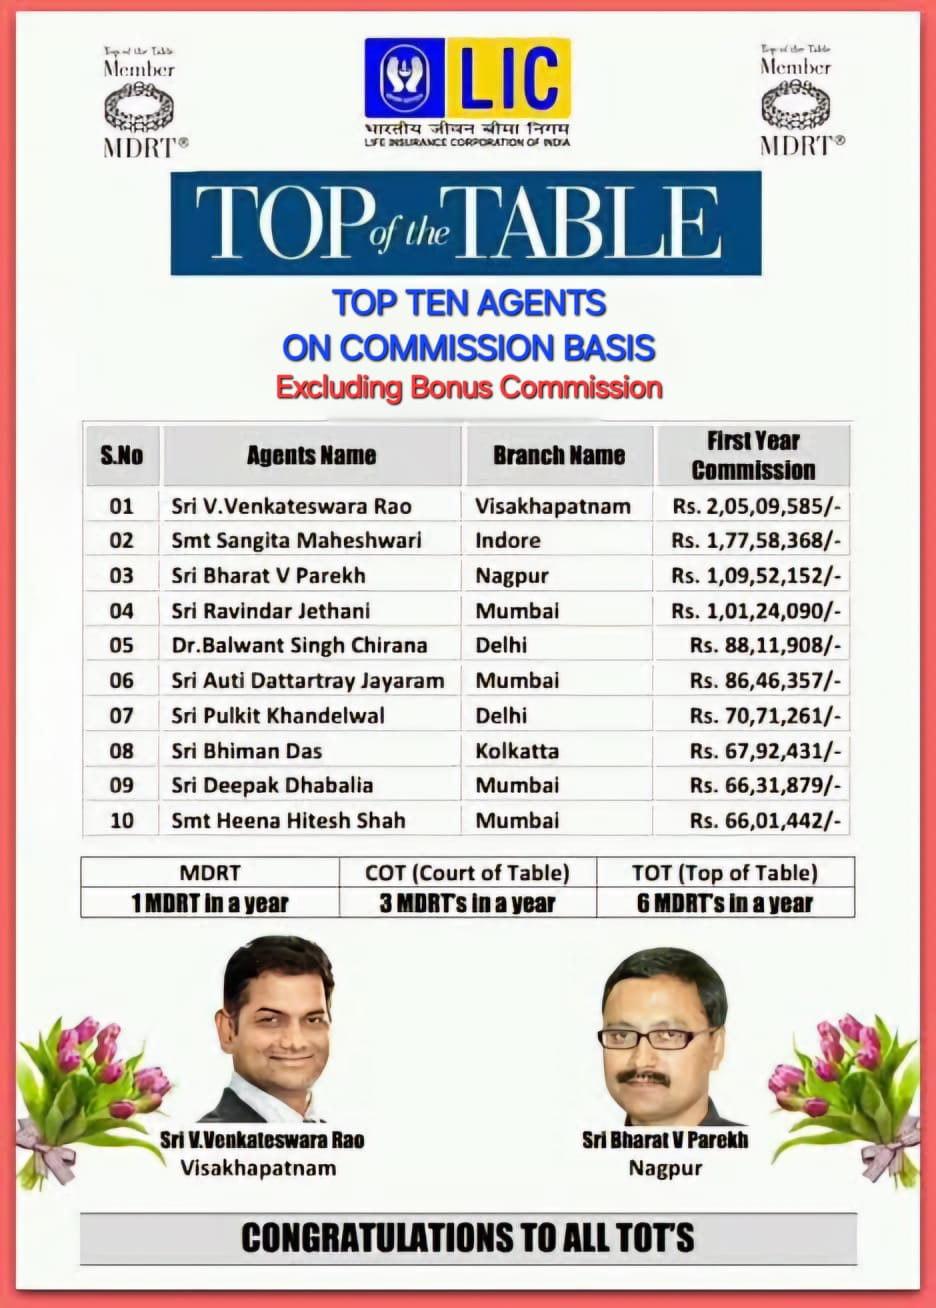 Top of the Table
Member
MDRT®
LIC
भारतीय जीवन बीमा निगम
LIFE INSURANCE CORPORATION OF INDIA
Top of the Table
Member
MDRT®
TOP of the TABLE
TOP TEN AGENTS
ON COMMISSION BASIS
Excluding Bonus Commission
S.No Agents Name Branch Name First Year Commission
01 Sri V.Venkateswara Rao Visakhapatnam Rs. 2,05,09,585/-
02 Smt Sangita Maheshwari Indore Rs. 1,77,58,368/-
03 Sri Bharat V Parekh Nagpur Rs. 1,09,52,152/-
04 Sri Ravindar Jethani Mumbai Rs. 1,01,24,090/-
05 Dr.Balwant Singh Chirana Delhi Rs. 88,11,908/-
06 Sri Auti Dattartray Jayaram Mumbai Rs. 86,46,357/-
07 Sri Pulkit Khandelwal Delhi Rs. 70,71,261/-
08 Sri Bhiman Das Kolkatta Rs. 67,92,431/-
09 Sri Deepak Dhabalia Mumbai Rs. 66,31,879/-
10 Smt Heena Hitesh Shah Mumbai Rs. 66,01,442/-
MDRT COT (Court of Table) TOT (Top of Table)
1 MDRT in a year 3 MDRT's in a year 6 MDRT's in a year
Sri V.Venkateswara Rao
Visakhapatnam
Sri Bharat V Parekh
Nagpur
CONGRATULATIONS TO ALL TOT'S